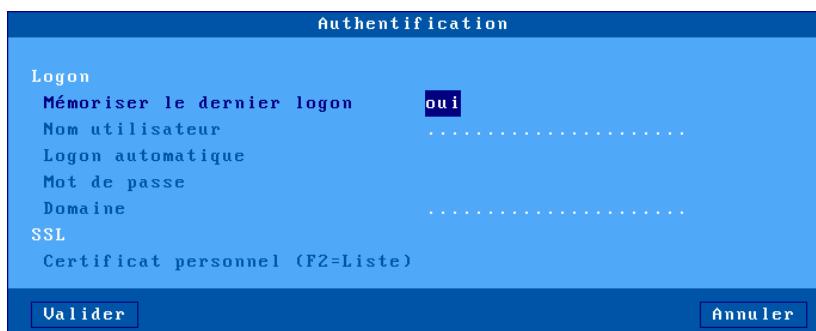 Authentification
Logon
Mémoriser le dernier logon oui
Nom utilisateur ......................
Logon automatique
Mot de passe
Domaine ......................
SSL
Certificat personnel (F2=Liste)
Valider Annuler